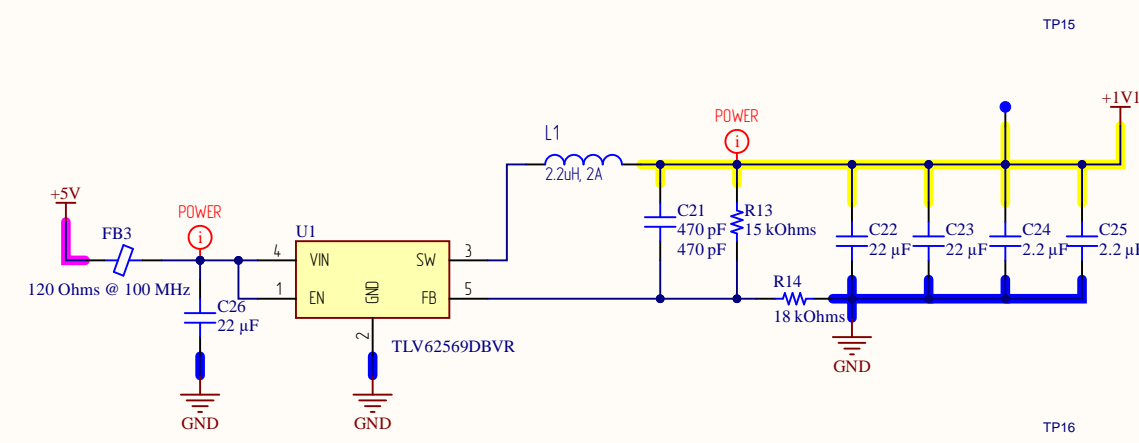 TP15
+1V1
POWER
L1
2.2uH, 2A
+5V
POWER
FB3
U1
C21
470 pF
470 pF
R13
15 kOhms
C22
22 µF
C23
22 µF
C24
2.2 µF
C25
2.2 µF
4
VIN
SW
3
120 Ohms @ 100 MHz
1
EN
GND
FB
5
R14
18 kOhms
C26
22 µF
2
TLV62569DBVR
GND
GND
GND
TP16